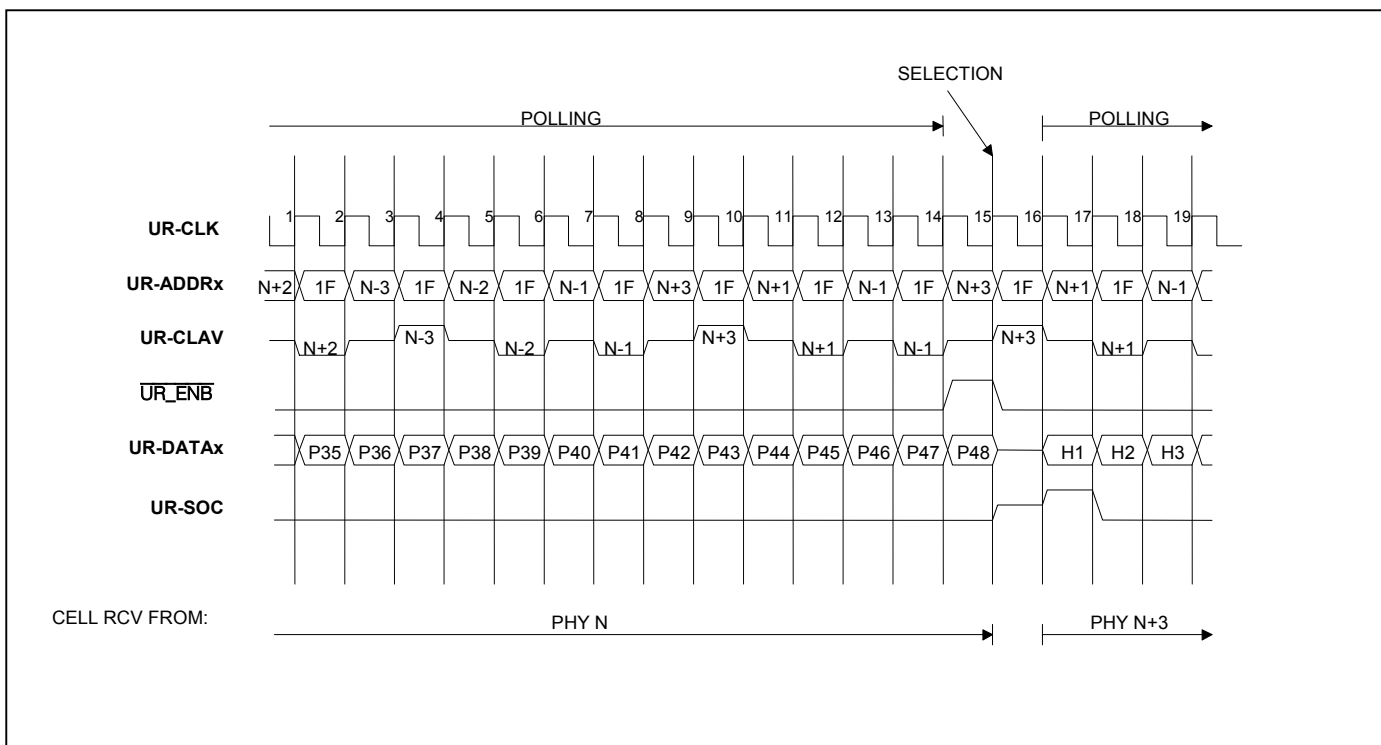 SELECTION
POLLING POLLING
UR-CLK 1 2 3 4 5 6 7 8 9 10 11 12 13 14 15 16 17 18 19
UR-ADDRx N+2 1F N-3 1F N-2 1F N-1 1F N+3 1F N+1 1F N-1 1F N+3 1F N+1 1F N-1
UR-CLAV N+2 N-3 N-2 N-1 N+3 N+1 N-1 N+3 N+1
UR_ENB
UR-DATAx P35 P36 P37 P38 P39 P40 P41 P42 P43 P44 P45 P46 P47 P48 H1 H2 H3
UR-SOC
CELL RCV FROM: PHY N PHY N+3